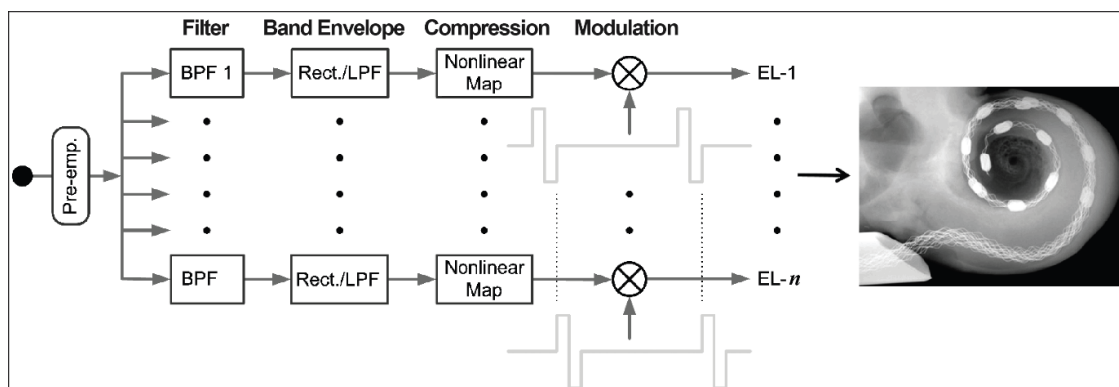 Filter Band Envelope Compression Modulation
BPF 1 Rect./LPF Nonlinear Map EL-1
Pre-emp.
BPF Rect./LPF Nonlinear Map EL-n